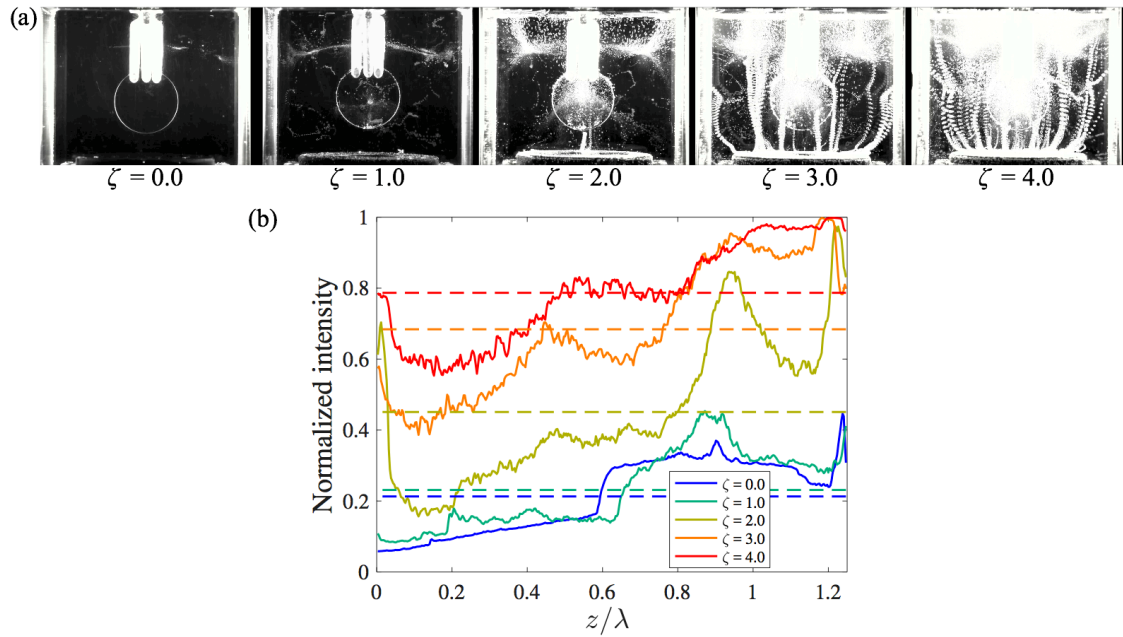 (a)
ζ = 0.0 ζ = 1.0 ζ = 2.0 ζ = 3.0 ζ = 4.0
(b)
Normalized intensity
1
0.8
0.6
0.4
0.2
0
ζ = 0.0
ζ = 1.0
ζ = 2.0
ζ = 3.0
ζ = 4.0
0 0.2 0.4 0.6 0.8 1 1.2
z/λ